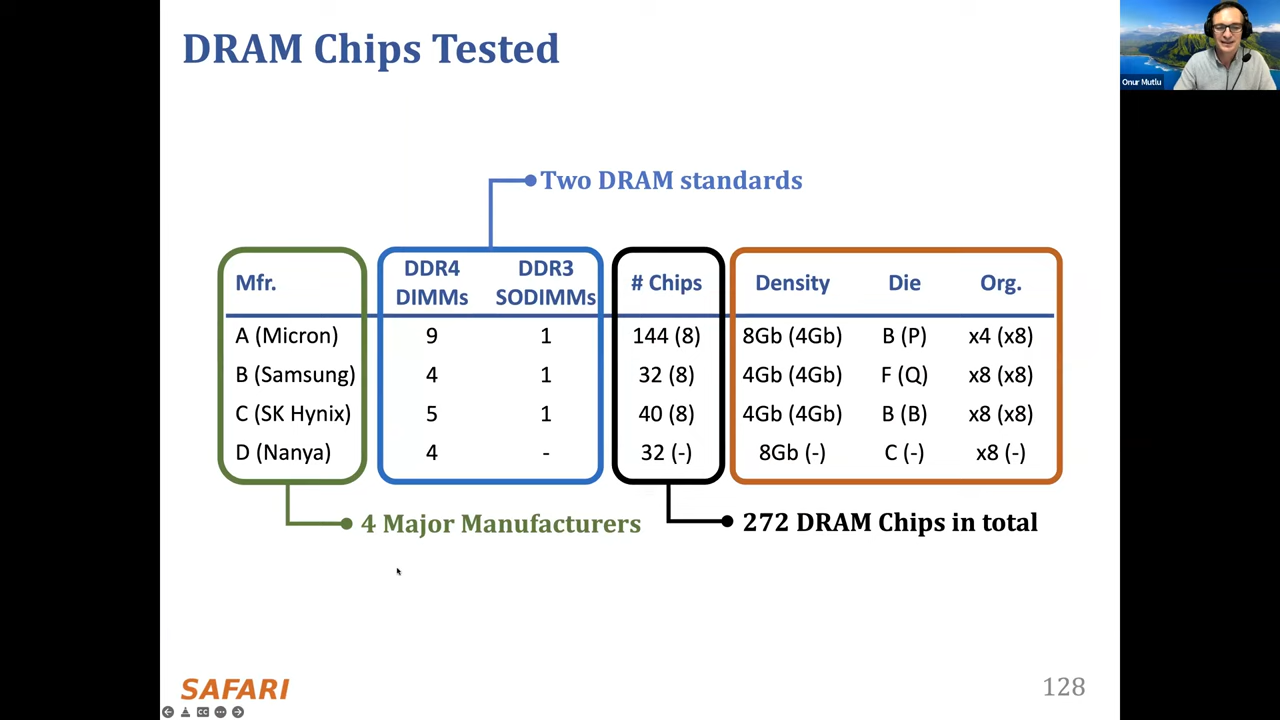 DRAM Chips Tested
Onur Mutlu
Two DRAM standards
Mfr. DDR4 DIMMs DDR3 SODIMMs # Chips Density Die Org.
A (Micron) 9 1 144 (8) 8Gb (4Gb) B (P) x4 (x8)
B (Samsung) 4 1 32 (8) 4Gb (4Gb) F (Q) x8 (x8)
C (SK Hynix) 5 1 40 (8) 4Gb (4Gb) B (B) x8 (x8)
D (Nanya) 4 - 32 (-) 8Gb (-) C (-) x8 (-)
4 Major Manufacturers
272 DRAM Chips in total
SAFARI
128
CC